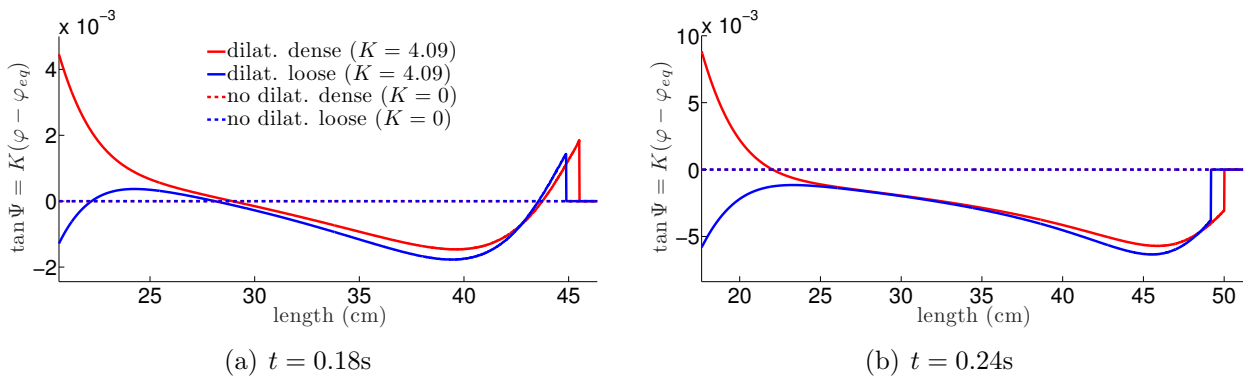 x 10⁻³
4
2
0
−2
tan Ψ = K(φ − φ_eq)
dilat. dense (K = 4.09)
dilat. loose (K = 4.09)
no dilat. dense (K = 0)
no dilat. loose (K = 0)
25 30 35 40 45
length (cm)
(a) t = 0.18s
x 10⁻³
10
5
0
−5
tan Ψ = K(φ − φ_eq)
20 25 30 35 40 45 50
length (cm)
(b) t = 0.24s